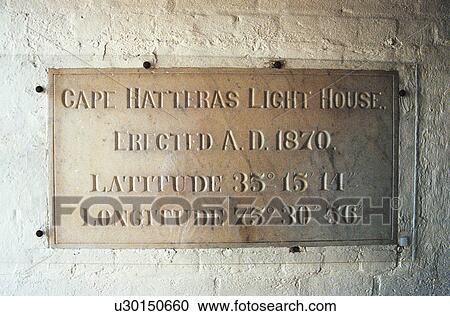 CAPE HATTERAS LIGHT HOUSE.
ERECTED A.D. 1870.
LATITUDE 35° 15' 14"
LONGITUDE 75° 30' 56"
FOTOSEARCH
u30150660 www.fotosearch.com